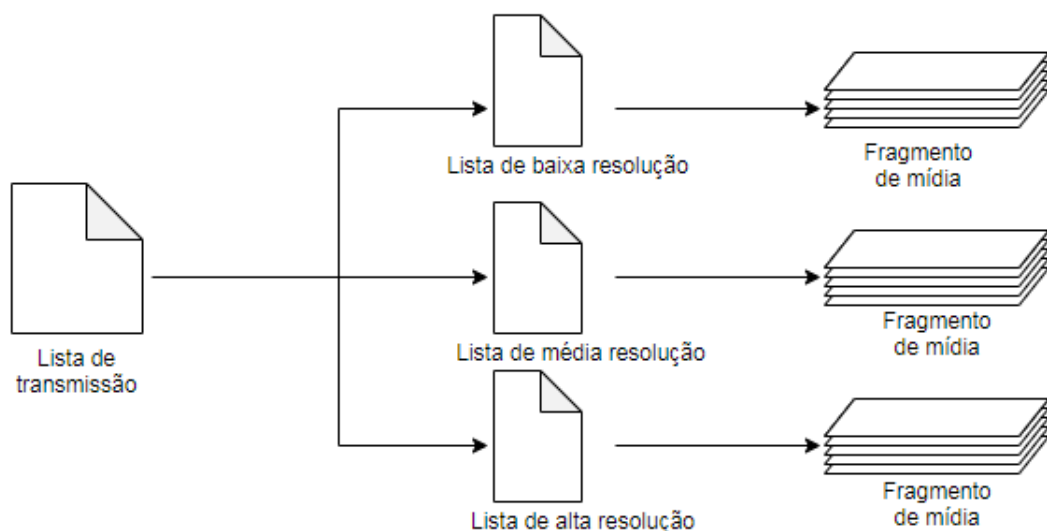 Lista de baixa resolução
Fragmento
de mídia
Lista de
transmissão
Lista de média resolução
Fragmento
de mídia
Lista de alta resolução
Fragmento
de mídia